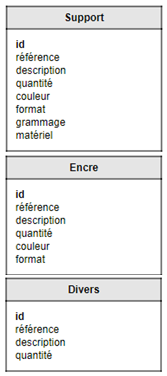 Support
id
référence
description
quantité
couleur
format
grammage
matériel
Encre
id
référence
description
quantité
couleur
format
Divers
id
référence
description
quantité